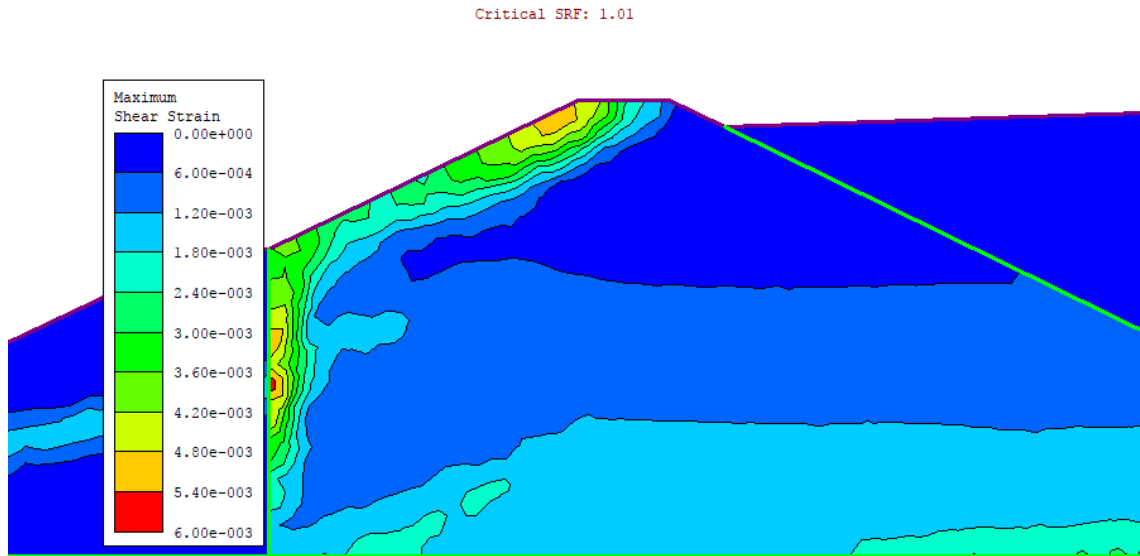 Critical SRF: 1.01
Maximum
Shear Strain
0.00e+000
6.00e-004
1.20e-003
1.80e-003
2.40e-003
3.00e-003
3.60e-003
4.20e-003
4.80e-003
5.40e-003
6.00e-003